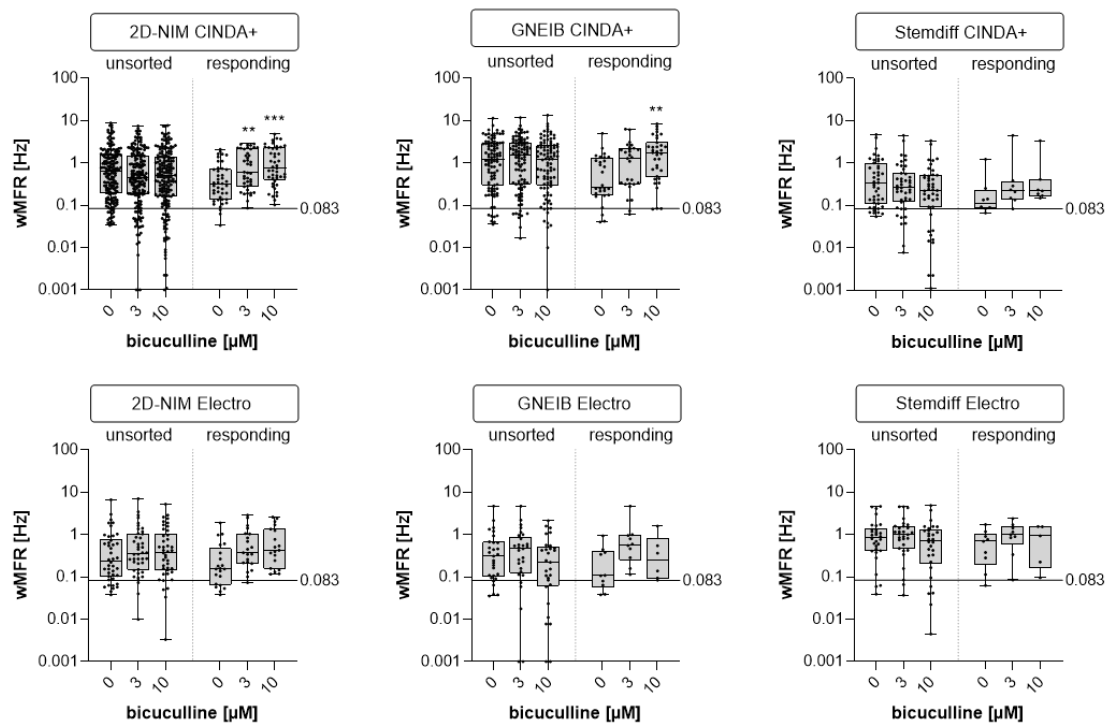 2D-NIM CINDA+
unsorted responding
100
10
1
0.1
0.01
0.001
wMFR [Hz]
** ***
0.083
0 3 10 0 3 10
bicuculline [µM]
GNEIB CINDA+
unsorted responding
100
10
1
0.1
0.01
0.001
wMFR [Hz]
**
0.083
0 3 10 0 3 10
bicuculline [µM]
Stemdiff CINDA+
unsorted responding
100
10
1
0.1
0.01
0.001
wMFR [Hz]
0.083
0 3 10 0 3 10
bicuculline [µM]
2D-NIM Electro
unsorted responding
100
10
1
0.1
0.01
0.001
wMFR [Hz]
0.083
0 3 10 0 3 10
bicuculline [µM]
GNEIB Electro
unsorted responding
100
10
1
0.1
0.01
0.001
wMFR [Hz]
0.083
0 3 10 0 3 10
bicuculline [µM]
Stemdiff Electro
unsorted responding
100
10
1
0.1
0.01
0.001
wMFR [Hz]
0.083
0 3 10 0 3 10
bicuculline [µM]